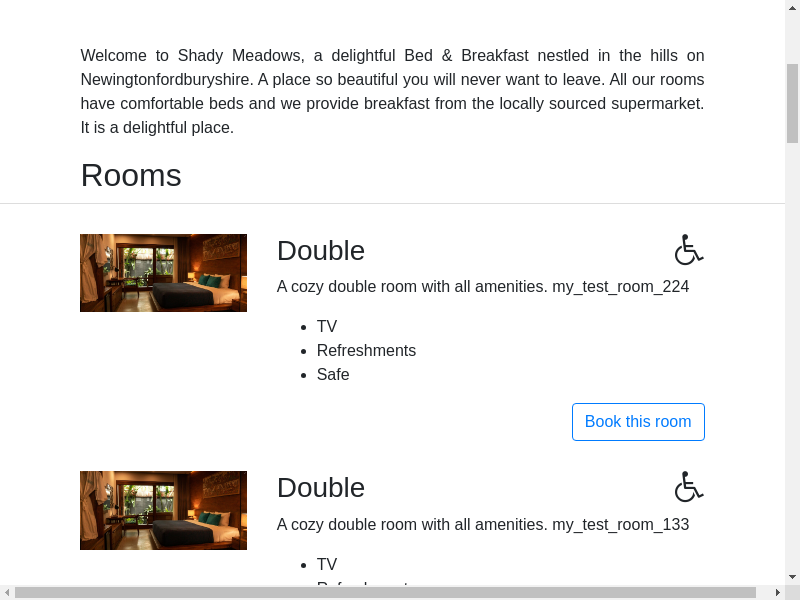 Welcome to Shady Meadows, a delightful Bed & Breakfast nestled in the hills on
Newingtonfordburyshire. A place so beautiful you will never want to leave. All our rooms
have comfortable beds and we provide breakfast from the locally sourced supermarket.
It is a delightful place.
Rooms
Double
A cozy double room with all amenities. my_test_room_224
TV
Refreshments
Safe
Book this room
Double
A cozy double room with all amenities. my_test_room_133
TV